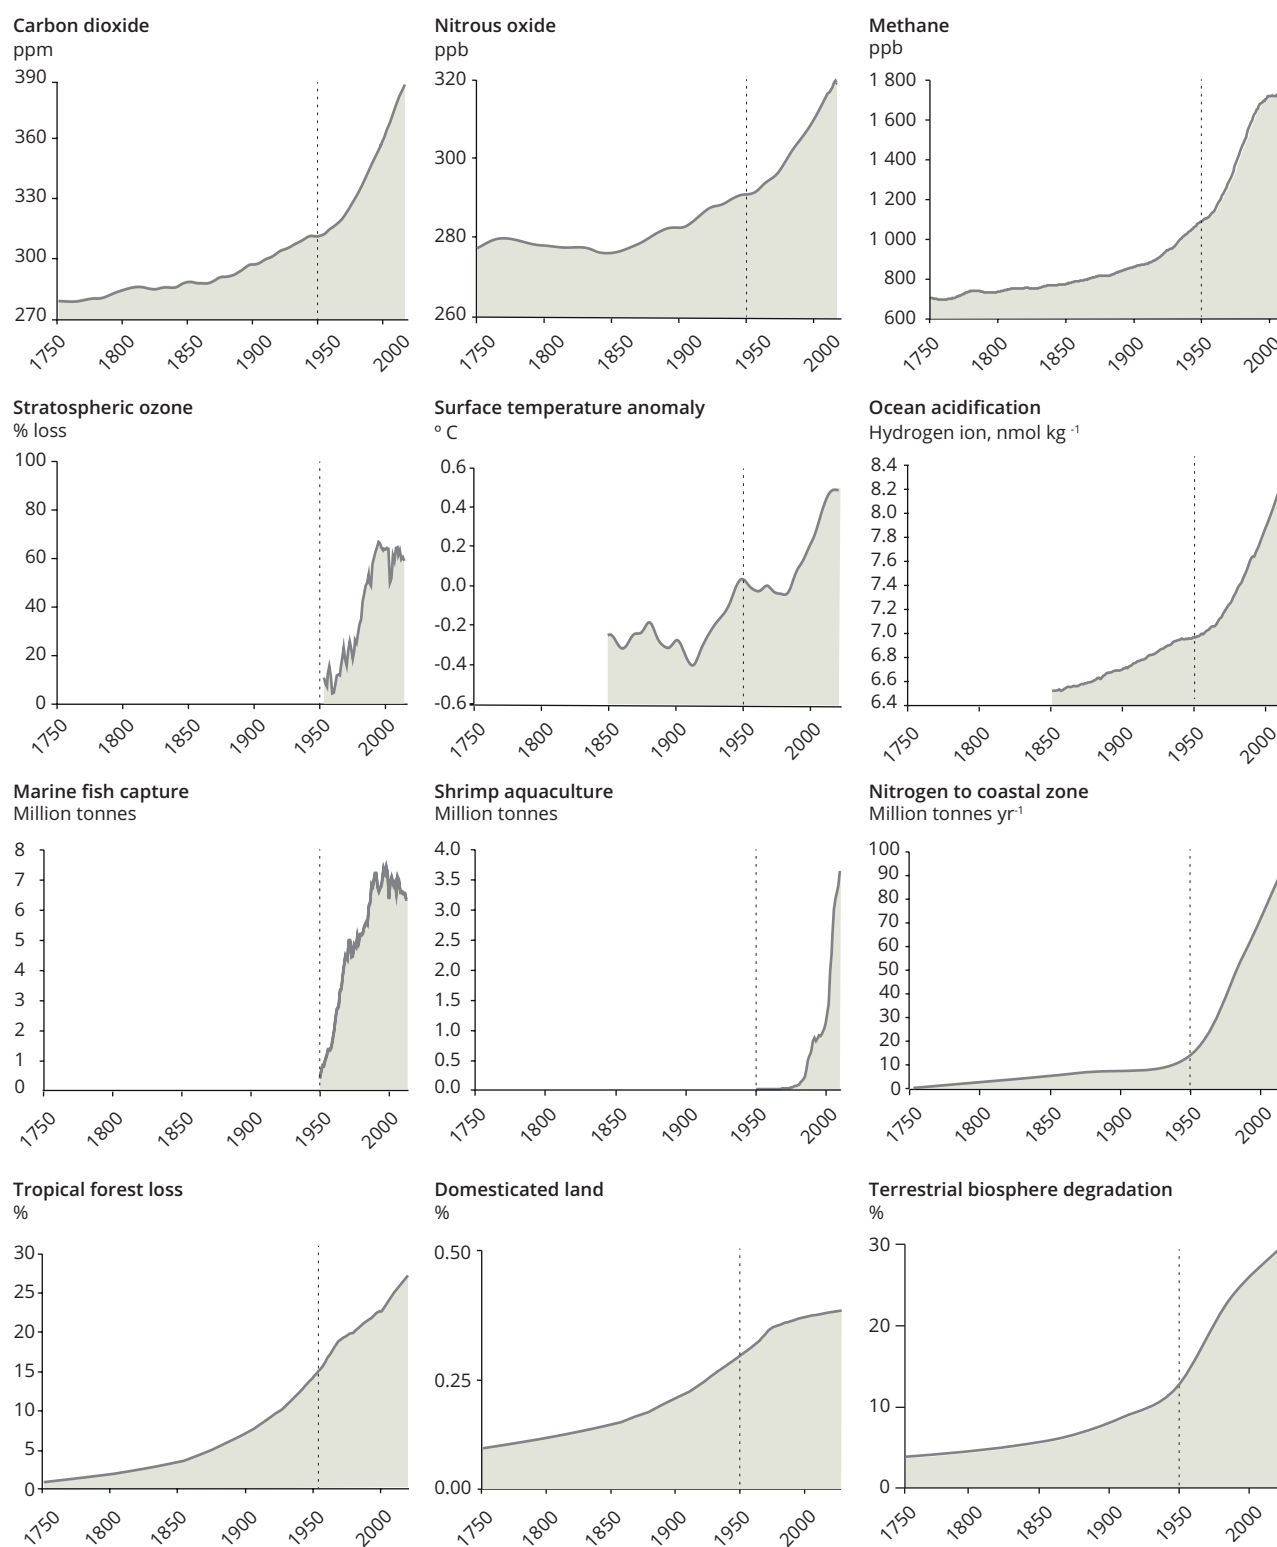 Carbon dioxide
ppm
390
360
330
300
270
1750 1800 1850 1900 1950 2000
Nitrous oxide
ppb
320
300
280
260
1750 1800 1850 1900 1950 2000
Methane
ppb
1 800
1 600
1 400
1 200
1 000
800
600
1750 1800 1850 1900 1950 2000
Stratospheric ozone
% loss
100
80
60
40
20
0
1750 1800 1850 1900 1950 2000
Surface temperature anomaly
º C
0.6
0.4
0.2
0.0
-0.2
-0.4
-0.6
1750 1800 1850 1900 1950 2000
Ocean acidification
Hydrogen ion, nmol kg -1
8.4
8.2
8.0
7.8
7.6
7.4
7.2
7.0
6.8
6.6
6.4
1750 1800 1850 1900 1950 2000
Marine fish capture
Million tonnes
8
7
6
5
4
3
2
1
0
1750 1800 1850 1900 1950 2000
Shrimp aquaculture
Million tonnes
4.0
3.5
3.0
2.5
2.0
1.5
1.0
0.5
0.0
1750 1800 1850 1900 1950 2000
Nitrogen to coastal zone
Million tonnes yr-1
100
90
80
70
60
50
40
30
20
10
0
1750 1800 1850 1900 1950 2000
Tropical forest loss
%
30
25
20
15
10
5
0
1750 1800 1850 1900 1950 2000
Domesticated land
%
0.50
0.25
0.00
1750 1800 1850 1900 1950 2000
Terrestrial biosphere degradation
%
30
20
10
0
1750 1800 1850 1900 1950 2000